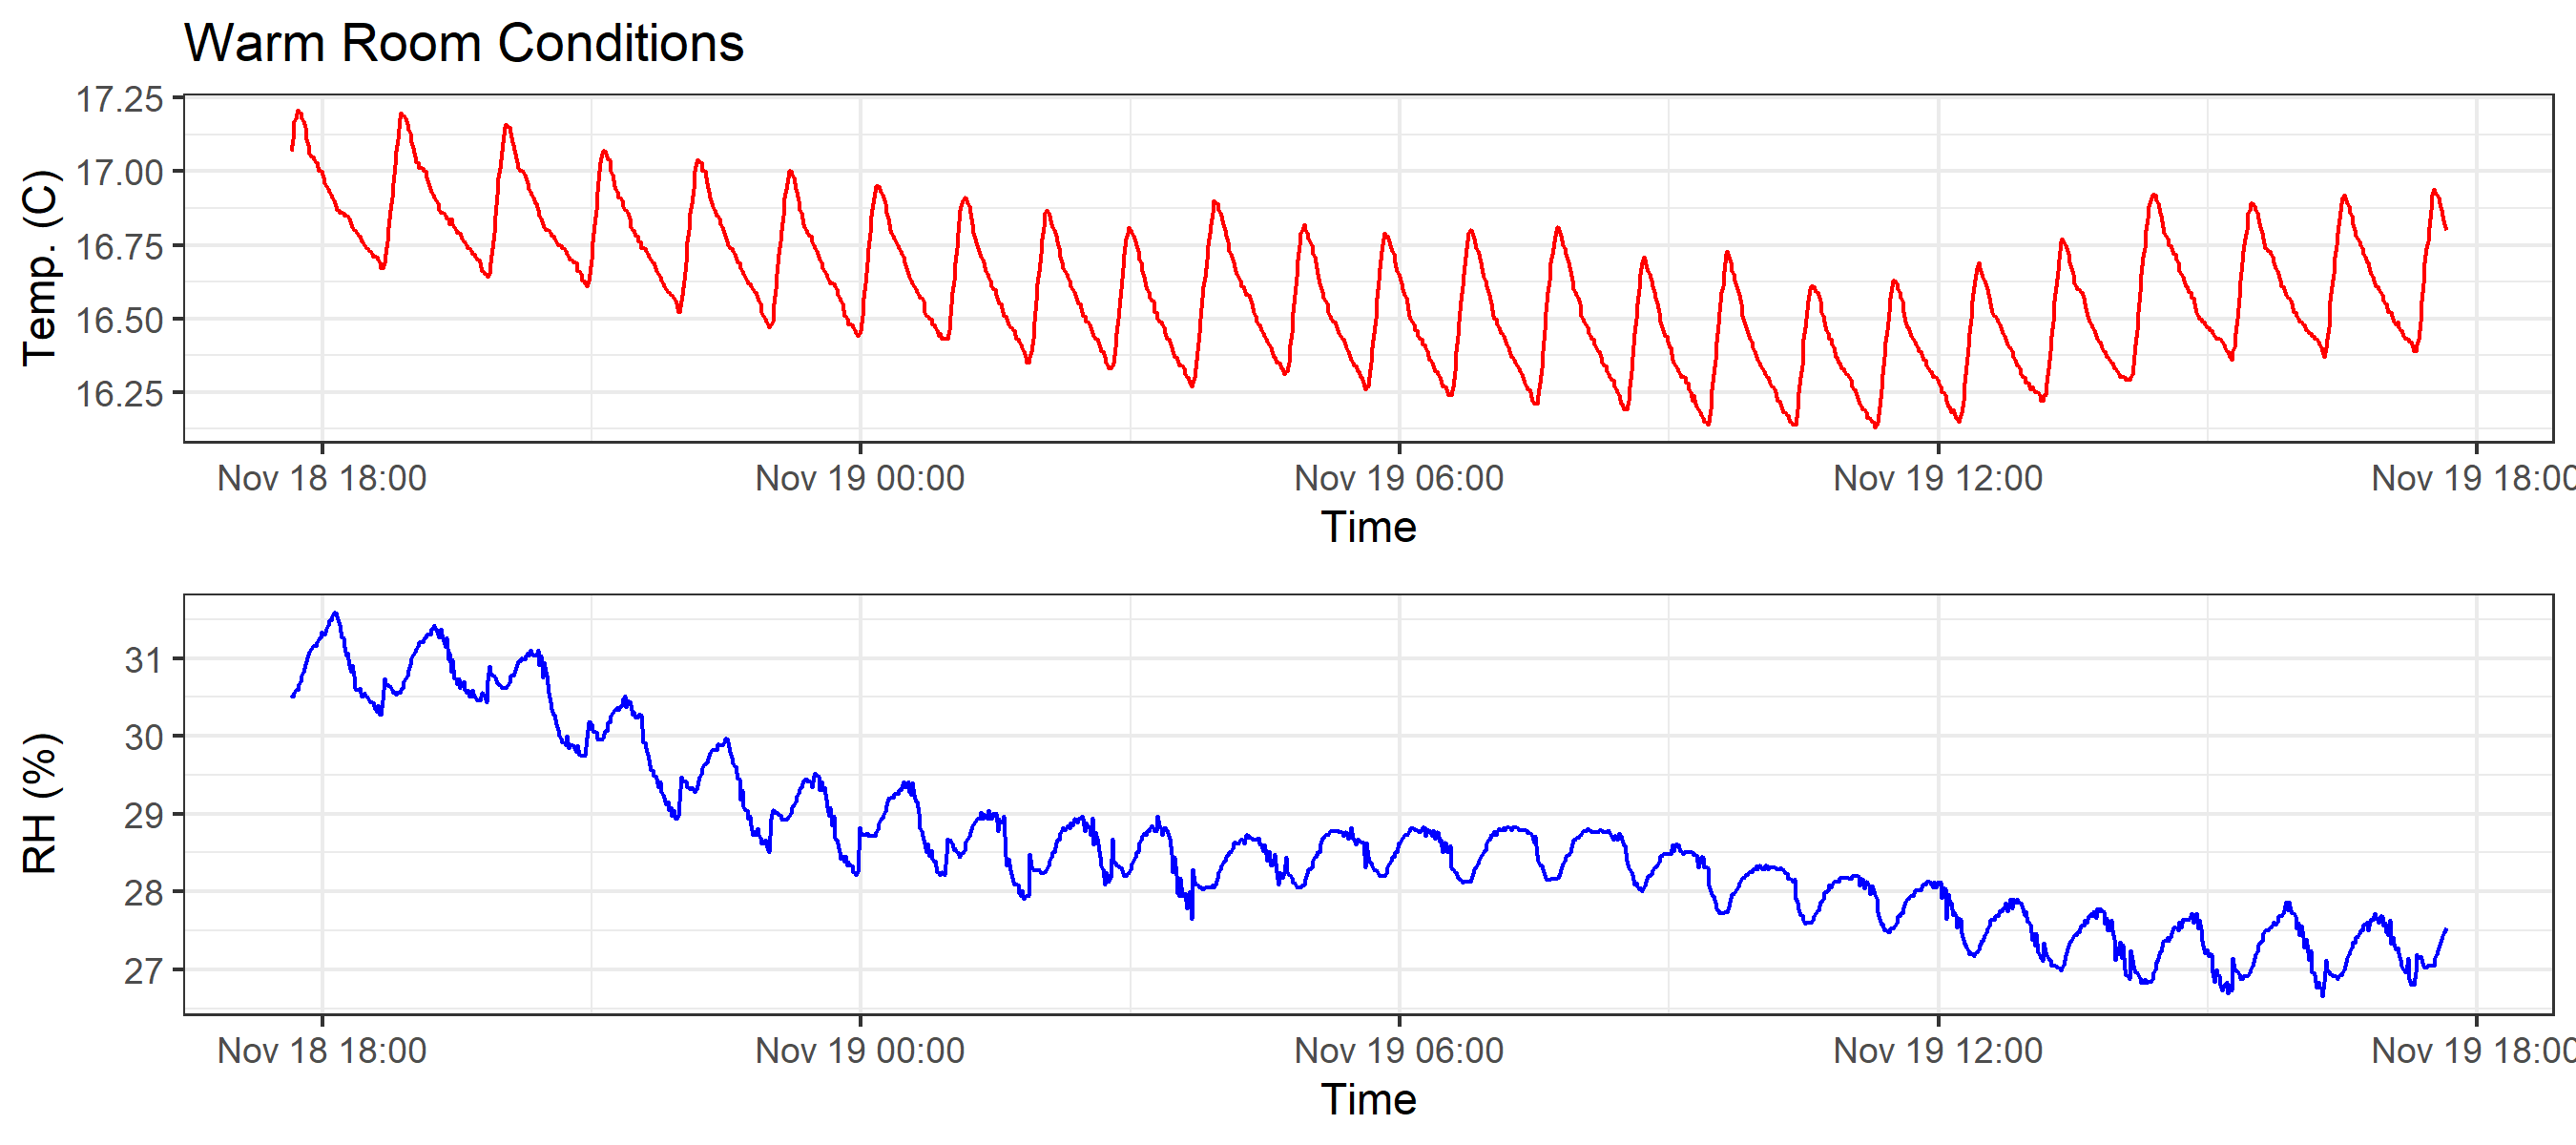 Warm Room Conditions
Temp. (C)
17.25
17.00
16.75
16.50
16.25
Nov 18 18:00 Nov 19 00:00 Nov 19 06:00 Nov 19 12:00 Nov 19 18:00
Time
RH (%)
31
30
29
28
27
Nov 18 18:00 Nov 19 00:00 Nov 19 06:00 Nov 19 12:00 Nov 19 18:00
Time